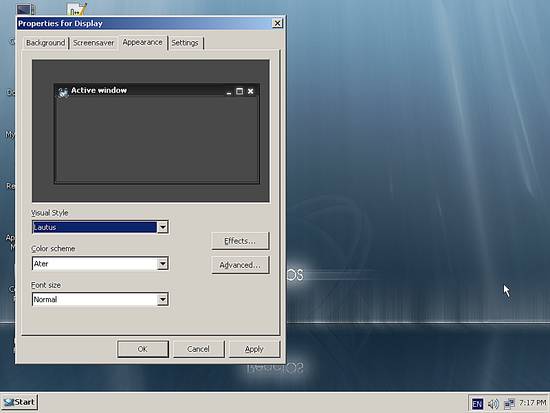 Properties for Display
Background Screensaver Appearance Settings
Active window
Visual Style
Lautus
Effects...
Color scheme
Ater
Advanced...
Font size
Normal
OK Cancel Apply
Start
EN
7:17 PM